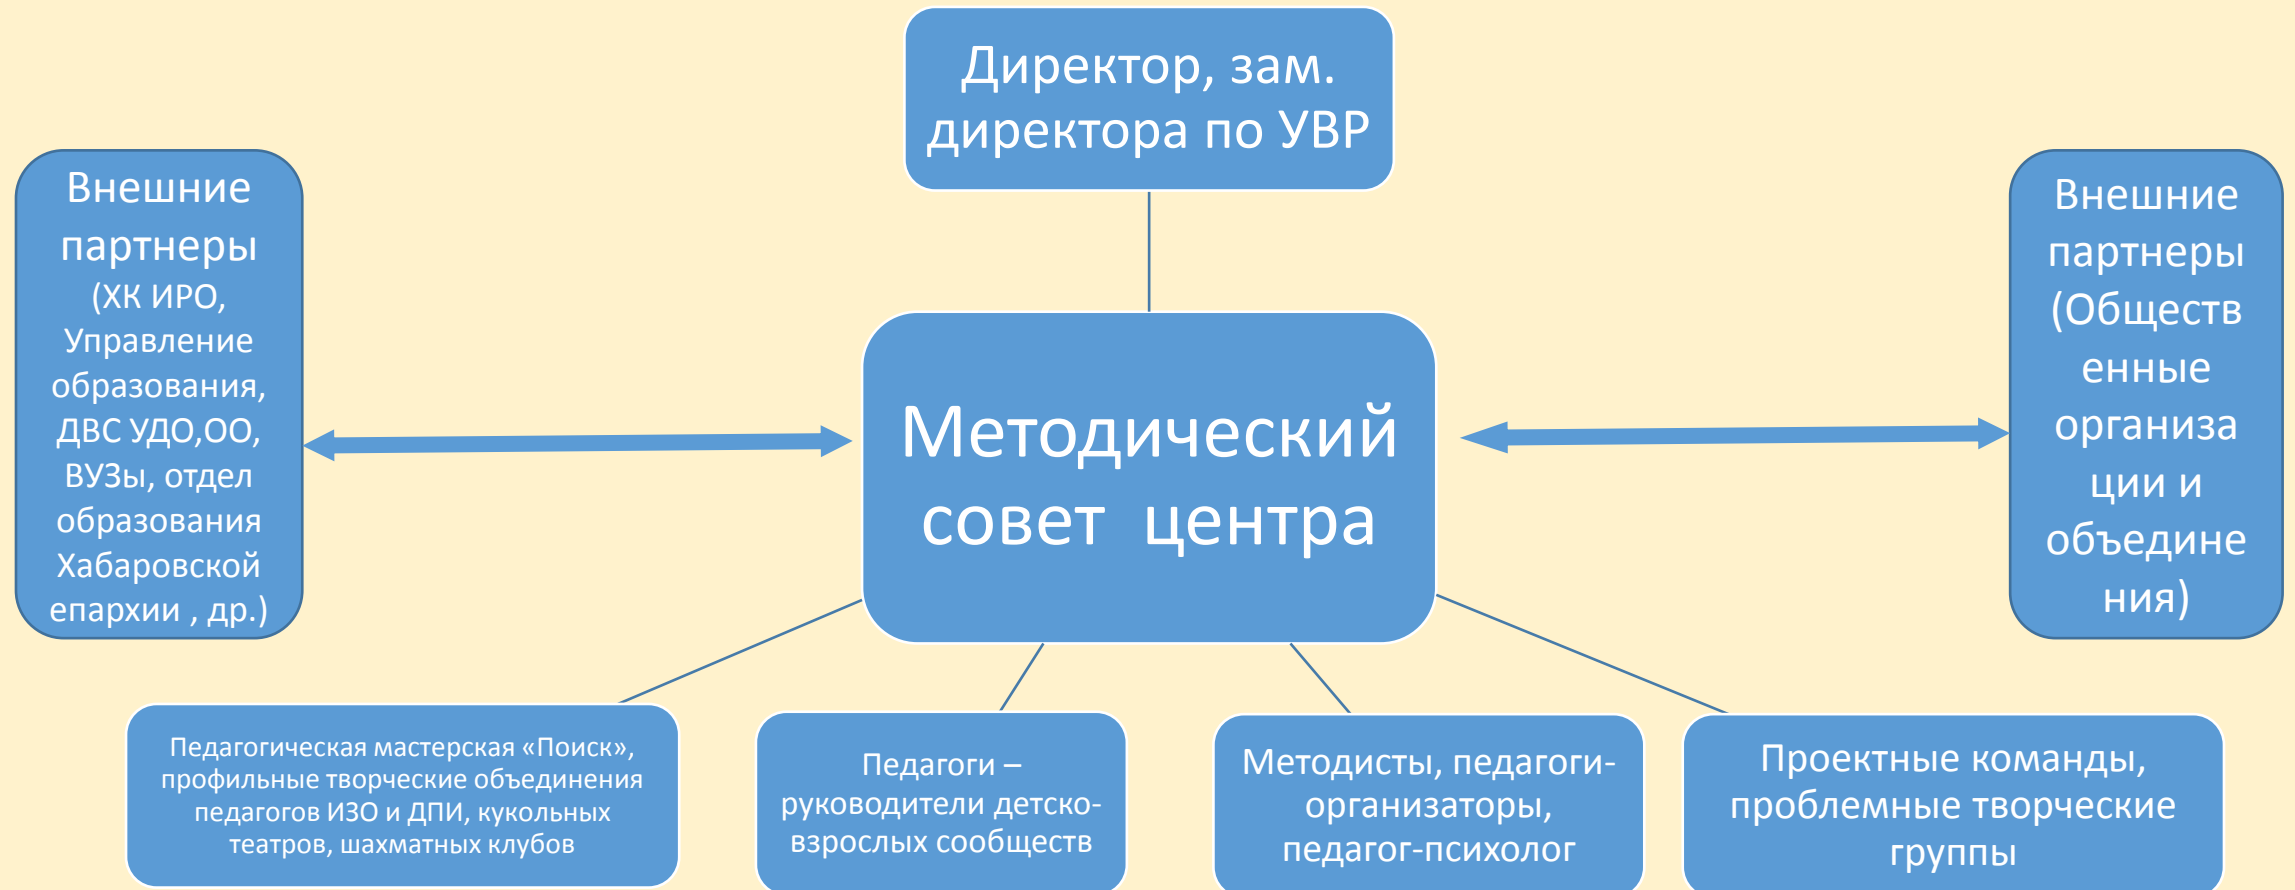 Директор, зам.
директора по УВР
Внешние
партнеры
(ХК ИРО,
Управление
образования,
ДВС УДО,ОО,
ВУЗы, отдел
образования
Хабаровской
епархии , др.)
Методический
совет  центра
Внешние
партнеры
(Обществ
енные
организа
ции и
объедине
ния)
Педагогическая мастерская «Поиск»,
профильные творческие объединения
педагогов ИЗО и ДПИ, кукольных
театров, шахматных клубов
Педагоги –
руководители детско-
взрослых сообществ
Методисты, педагоги-
организаторы,
педагог-психолог
Проектные команды,
проблемные творческие
группы